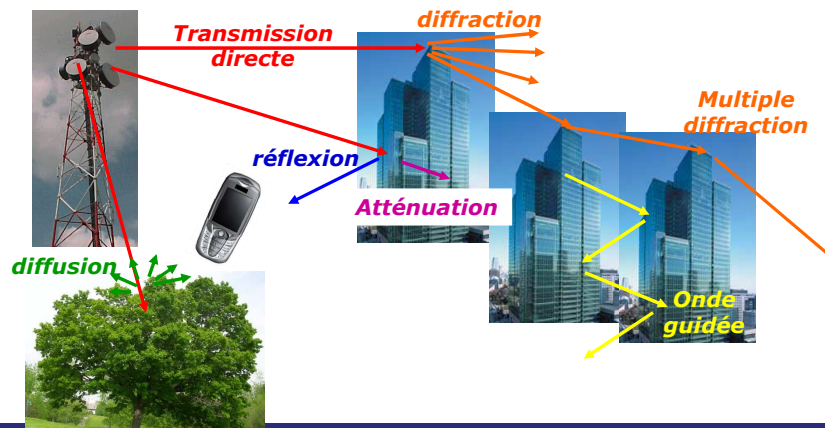 diffraction
Transmission
directe
Multiple
diffraction
réflexion
Atténuation
diffusion
Onde
guidée